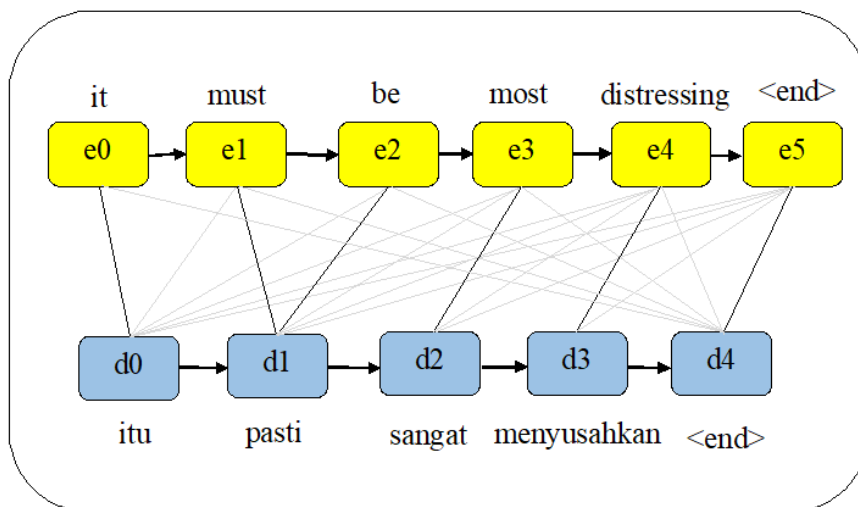 it must be most distressing <end>
e0 e1 e2 e3 e4 e5
d0 d1 d2 d3 d4
itu pasti sangat menyusahkan <end>